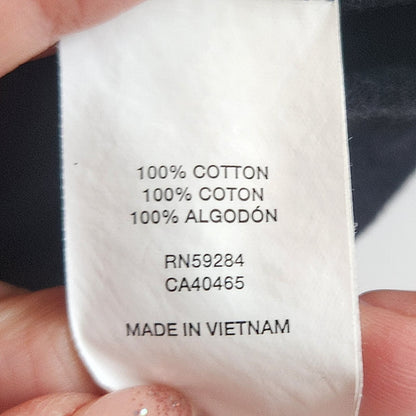 100% COTTON
100% COTON
100% ALGODÓN
RN59284
CA40465
MADE IN VIETNAM